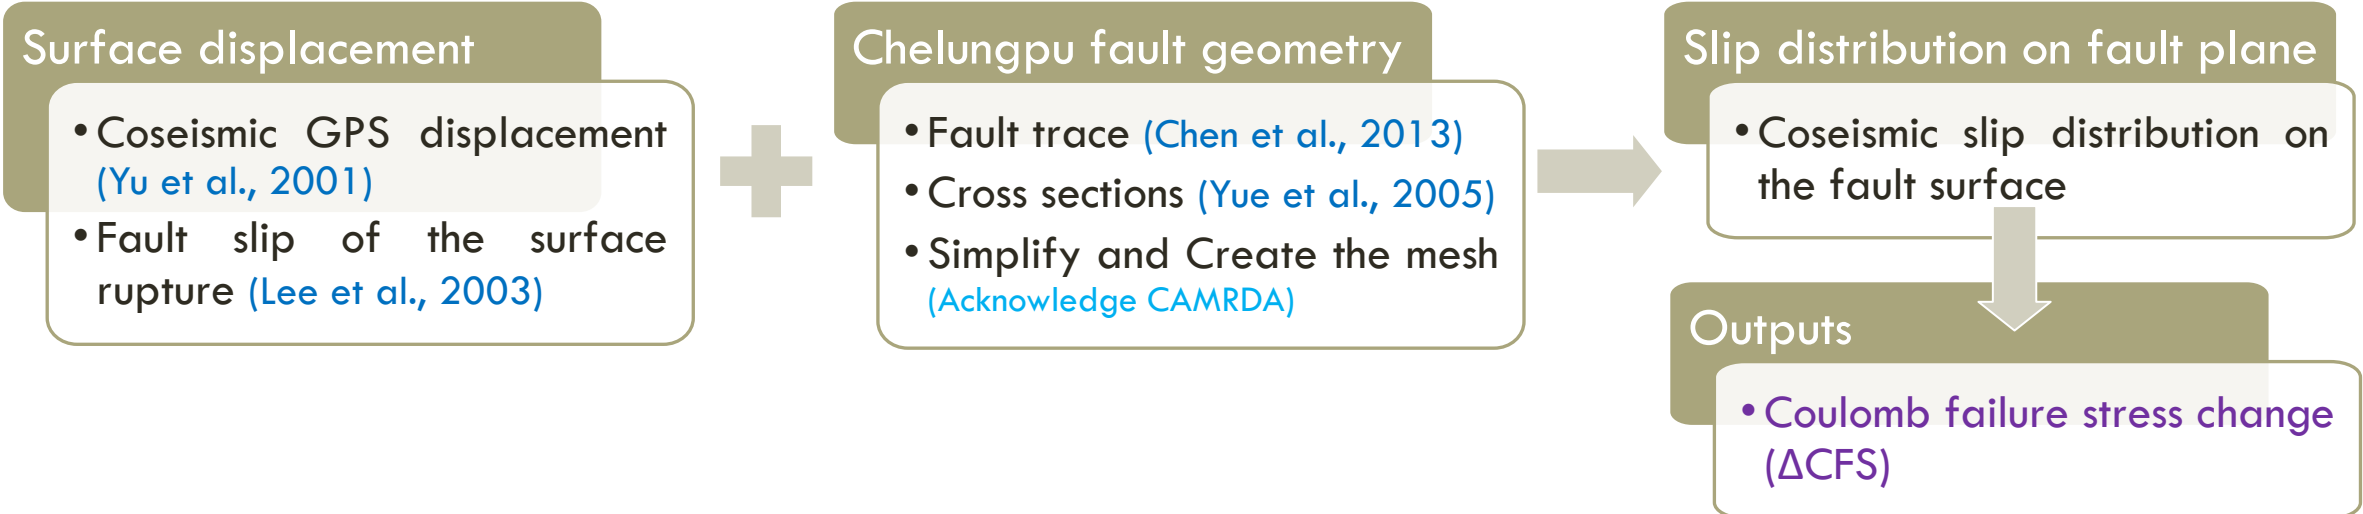 Surface displacement
• Coseismic GPS displacement
(Yu et al., 2001)
• Fault slip of the surface
rupture (Lee et al., 2003)
Chelungpu fault geometry
• Fault trace (Chen et al., 2013)
• Cross sections (Yue et al., 2005)
• Simplify and Create the mesh
(Acknowledge CAMRDA)
Slip distribution on fault plane
• Coseismic slip distribution on
the fault surface
Outputs
• Coulomb failure stress change
(ΔCFS)